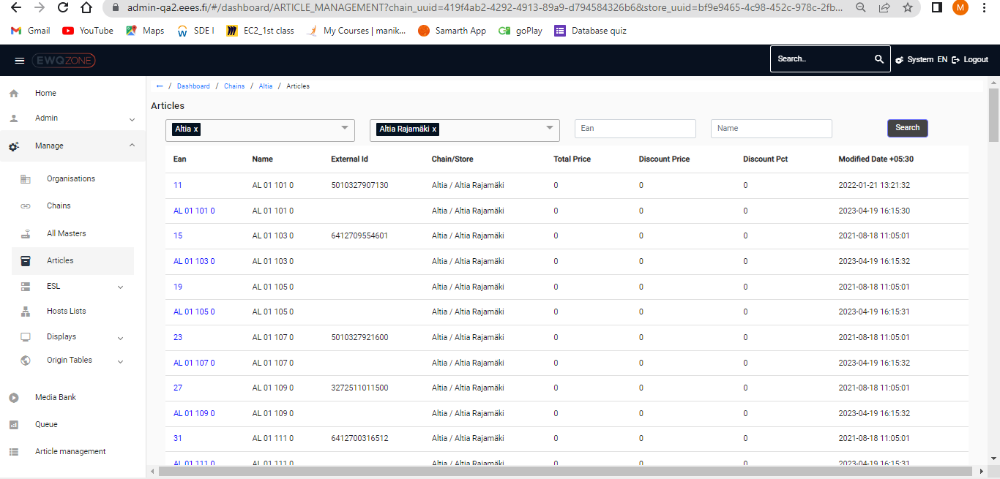 admin-qa2.eees.fi/#/dashboard/ARTICLE_MANAGEMENT?chain_uuid=419f4ab2-4292-4913-89a9-d794584326b6&store_uuid=bf9e9465-4c98-452c-978c-2fb... M
Gmail YouTube Maps SDE I EC2_1st class My Courses | manik... Samarth App goPlay Database quiz
EWQZONE Search.. System EN Logout
← / Dashboard / Chains / Altia / Articles
Home
Admin
Manage
Organisations
Chains
All Masters
Articles
ESL
Hosts Lists
Displays
Origin Tables
Media Bank
Queue
Article management
Articles
Altia x Altia Rajamäki x Ean Name Search
Ean Name External Id Chain/Store Total Price Discount Price Discount Pct Modified Date +05:30
11 AL 01 101 0 5010327907130 Altia / Altia Rajamäki 0 0 0 2022-01-21 13:21:32
AL 01 101 0 AL 01 101 0 Altia / Altia Rajamäki 0 0 0 2023-04-19 16:15:30
15 AL 01 103 0 6412709554601 Altia / Altia Rajamäki 0 0 0 2021-08-18 11:05:01
AL 01 103 0 AL 01 103 0 Altia / Altia Rajamäki 0 0 0 2023-04-19 16:15:32
19 AL 01 105 0 Altia / Altia Rajamäki 0 0 0 2021-08-18 11:05:01
AL 01 105 0 AL 01 105 0 Altia / Altia Rajamäki 0 0 0 2023-04-19 16:15:31
23 AL 01 107 0 5010327921600 Altia / Altia Rajamäki 0 0 0 2021-08-18 11:05:01
AL 01 107 0 AL 01 107 0 Altia / Altia Rajamäki 0 0 0 2023-04-19 16:15:32
27 AL 01 109 0 3272511011500 Altia / Altia Rajamäki 0 0 0 2021-08-18 11:05:01
AL 01 109 0 AL 01 109 0 Altia / Altia Rajamäki 0 0 0 2023-04-19 16:15:32
31 AL 01 111 0 6412700316512 Altia / Altia Rajamäki 0 0 0 2021-08-18 11:05:01
AL 01 111 0 AL 01 111 0 Altia / Altia Rajamäki 0 0 0 2023-04-19 16:15:31